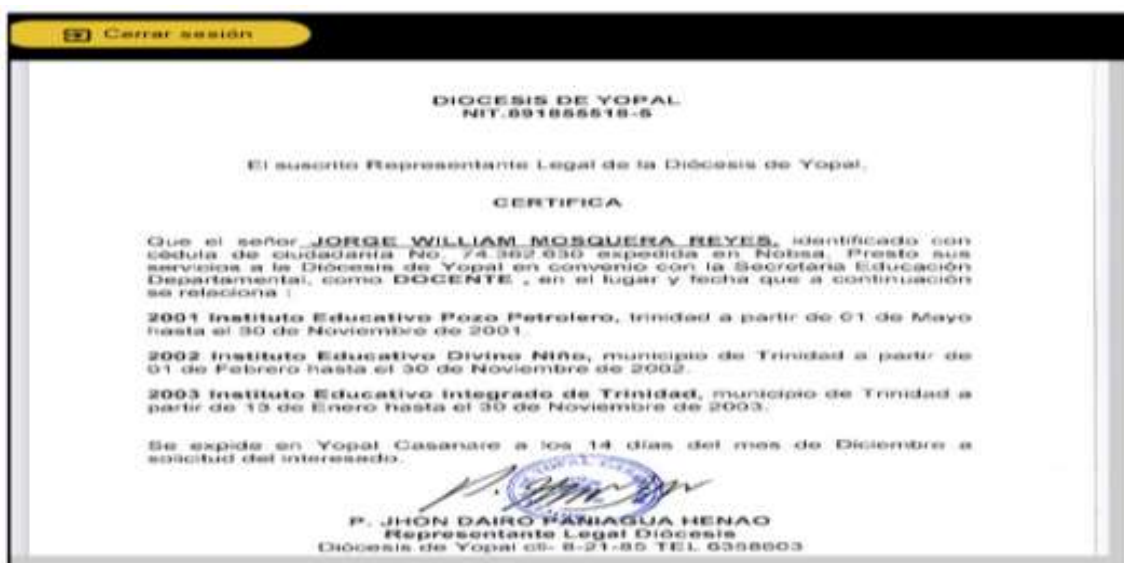 Cerrar sesión
DIOCESIS DE YOPAL
NIT.891855518-5
El suscrito Representante Legal de la Diócesis de Yopal,
CERTIFICA
Que el señor JORGE WILLIAM MOSQUERA REYES, identificado con
cédula de ciudadanía No. 74.362.630 expedida en Nobsa, Presto sus
servicios a la Diócesis de Yopal en convenio con la Secretaria Educación
Departamental, como DOCENTE , en el lugar y fecha que a continuación
se relaciona :
2001 Instituto Educativo Pozo Petrolero, trinidad a partir de 01 de Mayo
hasta el 30 de Noviembre de 2001.
2002 Instituto Educativo Divino Niño, municipio de Trinidad a partir de
01 de Febrero hasta el 30 de Noviembre de 2002.
2003 Instituto Educativo Integrado de Trinidad, municipio de Trinidad a
partir de 13 de Enero hasta el 30 de Noviembre de 2003.
Se expide en Yopal Casanare a los 14 días del mes de Diciembre a
solicitud del interesado.
P. JHON DAIRO PANIAGUA HENAO
Representante Legal Diócesis
Diócesis de Yopal cll- 8-21-85 TEL 6358603